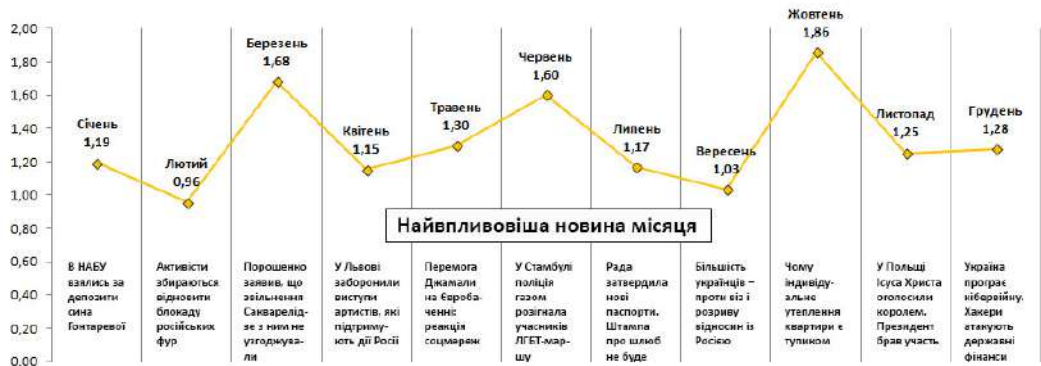 2,00
1,80
1,60
1,40
1,20
1,00
0,80
0,60
0,40
0,20
0,00
Січень
1,19
Лютий
0,96
Березень
1,68
Квітень
1,15
Травень
1,30
Червень
1,60
Липень
1,17
Вересень
1,03
Жовтень
1,86
Листопад
1,25
Грудень
1,28
Найвпливовіша новина місяця
В НАБУ
взялись за
депозити
сина
Гонтаревої
Активісти
збираються
відновити
блокаду
російських
фур
Порошенко
заявив, що
звільнення
Сакварелід-
зе з ним не
узгоджува-
ли
У Львові
заборонили
виступи
артистів, які
підтриму-
ють дії Росії
Перемога
Джамали
на Євроба-
ченні:
реакція
соцмереж
У Стамбулі
поліція
газом
розігнала
учасників
ЛГБТ-мар-
шу
Рада
затвердила
нові
паспорти.
Штампа
про шлюб
не буде
Більшість
українців –
проти віз і
розриву
відносин із
Росією
Чому
індивіду-
альне
утеплення
квартири є
тупиком
У Польщі
Ісуса Христа
оголосили
королем.
Президент
брав участь
Україна
програє
кібервійну.
Хакери
атакують
державні
фінанси